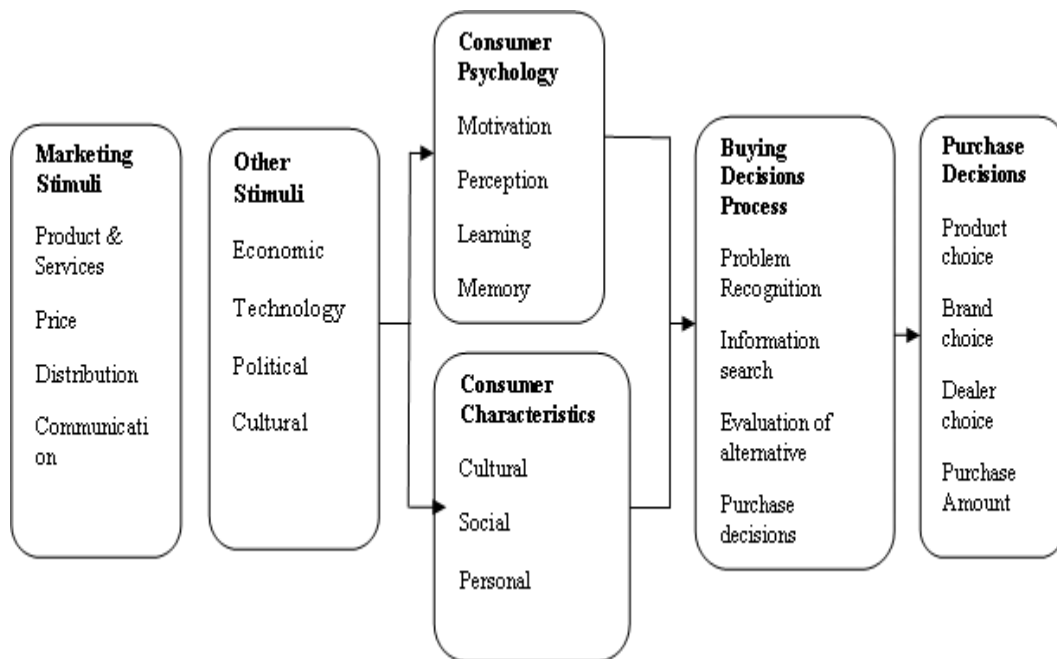 Marketing
Stimuli
Product &
Services
Price
Distribution
Communicati
on
Other
Stimuli
Economic
Technology
Political
Cultural
Consumer
Psychology
Motivation
Perception
Learning
Memory
Consumer
Characteristics
Cultural
Social
Personal
Buying
Decisions
Process
Problem
Recognition
Information
search
Evaluation of
alternative
Purchase
decisions
Purchase
Decisions
Product
choice
Brand
choice
Dealer
choice
Purchase
Amount